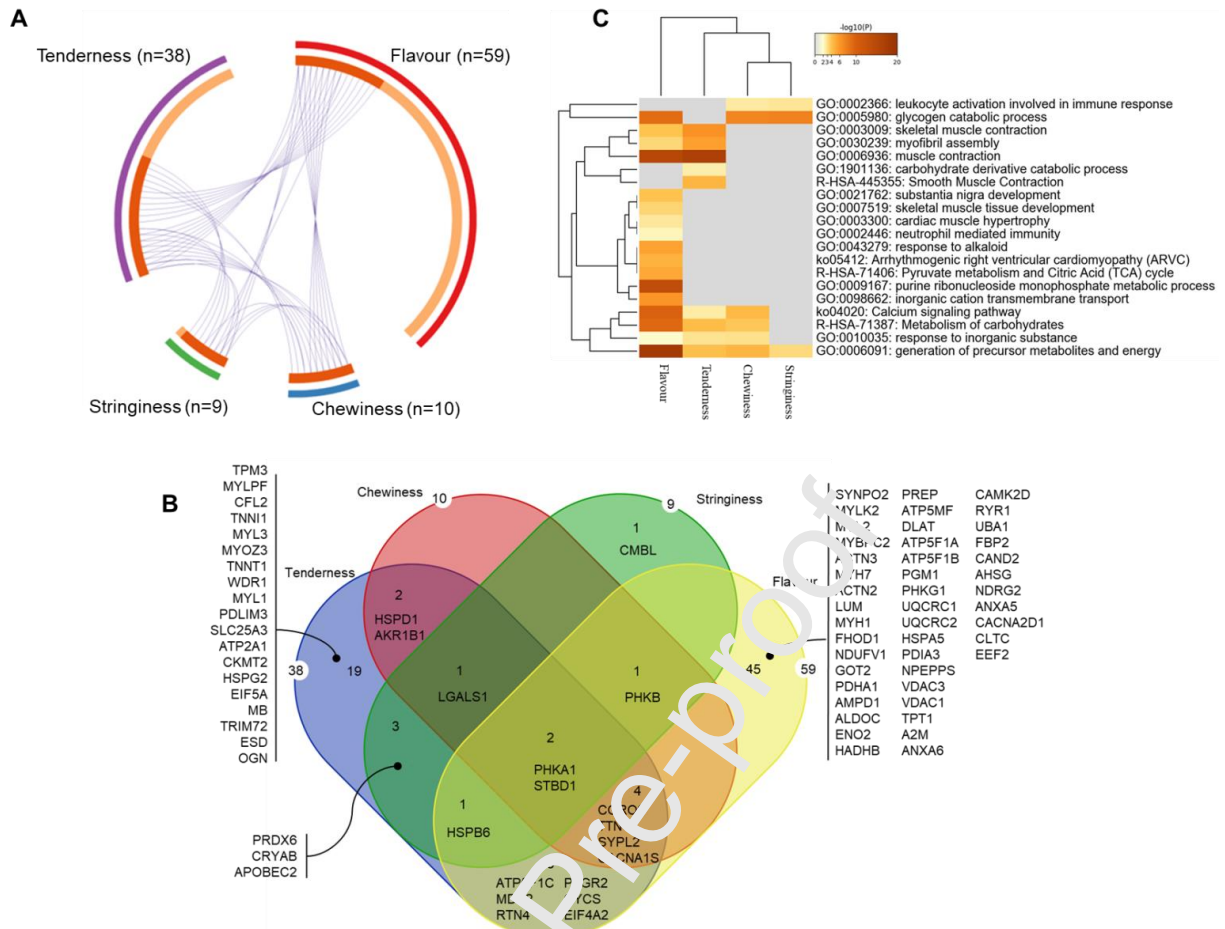 A
Tenderness (n=38)
Flavour (n=59)
Stringiness (n=9)
Chewiness (n=10)
C
-log10(P)
0 2 3 4 6 10 20
GO:0002366: leukocyte activation involved in immune response
GO:0005980: glycogen catabolic process
GO:0003009: skeletal muscle contraction
GO:0030239: myofibril assembly
GO:0006936: muscle contraction
GO:1901136: carbohydrate derivative catabolic process
R-HSA-445355: Smooth Muscle Contraction
GO:0021762: substantia nigra development
GO:0007519: skeletal muscle tissue development
GO:0003300: cardiac muscle hypertrophy
GO:0002446: neutrophil mediated immunity
GO:0043279: response to alkaloid
ko05412: Arrhythmogenic right ventricular cardiomyopathy (ARVC)
R-HSA-71406: Pyruvate metabolism and Citric Acid (TCA) cycle
GO:0009167: purine ribonucleoside monophosphate metabolic process
GO:0098662: inorganic cation transmembrane transport
ko04020: Calcium signaling pathway
R-HSA-71387: Metabolism of carbohydrates
GO:0010035: response to inorganic substance
GO:0006091: generation of precursor metabolites and energy
Flavour
Tenderness
Chewiness
Stringiness
B
TPM3
MYLPF
CFL2
TNNI1
MYL3
MYOZ3
TNNT1
WDR1
MYL1
PDLIM3
SLC25A3
ATP2A1
CKMT2
HSPG2
EIF5A
MB
TRIM72
ESD
OGN
PRDX6
CRYAB
APOBEC2
Tenderness
38
19
Chewiness
10
Stringiness
9
Flavour
59
45
1
CMBL
2
HSPD1
AKR1B1
1
LGALS1
1
PHKB
3
2
PHKA1
STBD1
1
HSPB6
4
SYPL2
RTN4
EIF4A2
SYNPO2 PREP CAMK2D
MYLK2 ATP5MF RYR1
DLAT UBA1
ATP5F1A FBP2
ACTN3 ATP5F1B CAND2
MYH7 PGM1 AHSG
ACTN2 PHKG1 NDRG2
LUM UQCRC1 ANXA5
MYH1 UQCRC2 CACNA2D1
FHOD1 HSPA5 CLTC
NDUFV1 PDIA3 EEF2
GOT2 NPEPPS
PDHA1 VDAC3
AMPD1 VDAC1
ALDOC TPT1
ENO2 A2M
HADHB ANXA6
Pre-proof